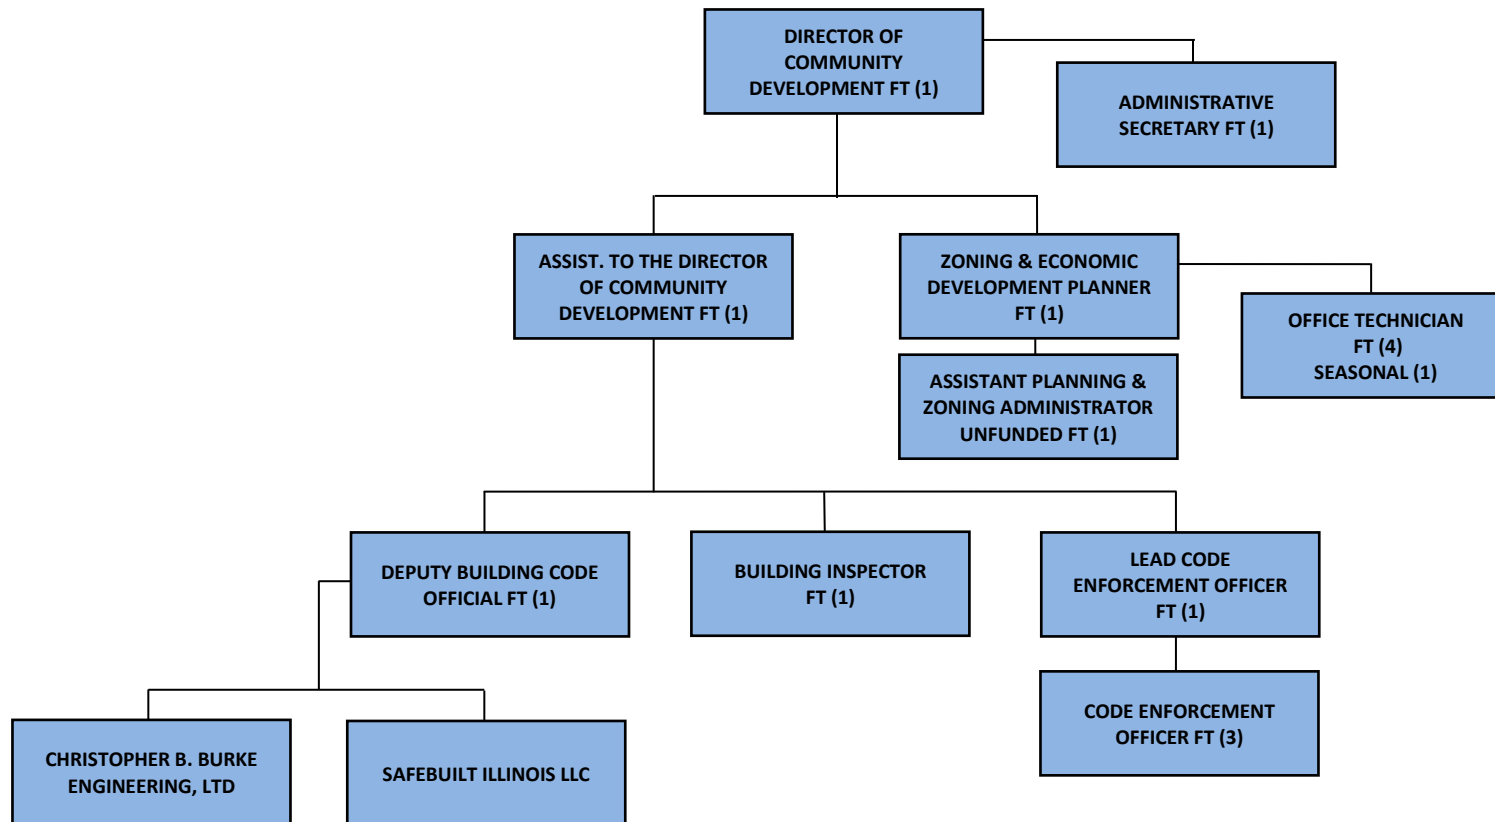 DIRECTOR OF
COMMUNITY
DEVELOPMENT FT (1)
ADMINISTRATIVE
SECRETARY FT (1)
ASSIST. TO THE DIRECTOR
OF COMMUNITY
DEVELOPMENT FT (1)
ZONING & ECONOMIC
DEVELOPMENT PLANNER
FT (1)
OFFICE TECHNICIAN
FT (4)
SEASONAL (1)
ASSISTANT PLANNING &
ZONING ADMINISTRATOR
UNFUNDED FT (1)
DEPUTY BUILDING CODE
OFFICIAL FT (1)
BUILDING INSPECTOR
FT (1)
LEAD CODE
ENFORCEMENT OFFICER
FT (1)
CODE ENFORCEMENT
OFFICER FT (3)
CHRISTOPHER B. BURKE
ENGINEERING, LTD
SAFEBUILT ILLINOIS LLC